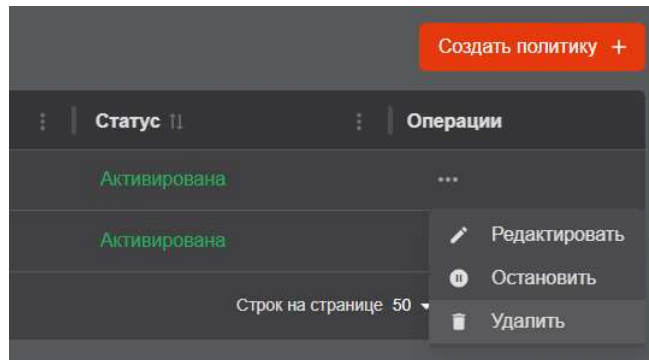 Создать политику +
Статус Операции
Активирована
Активирована
Редактировать
Остановить
Строк на странице 50
Удалить